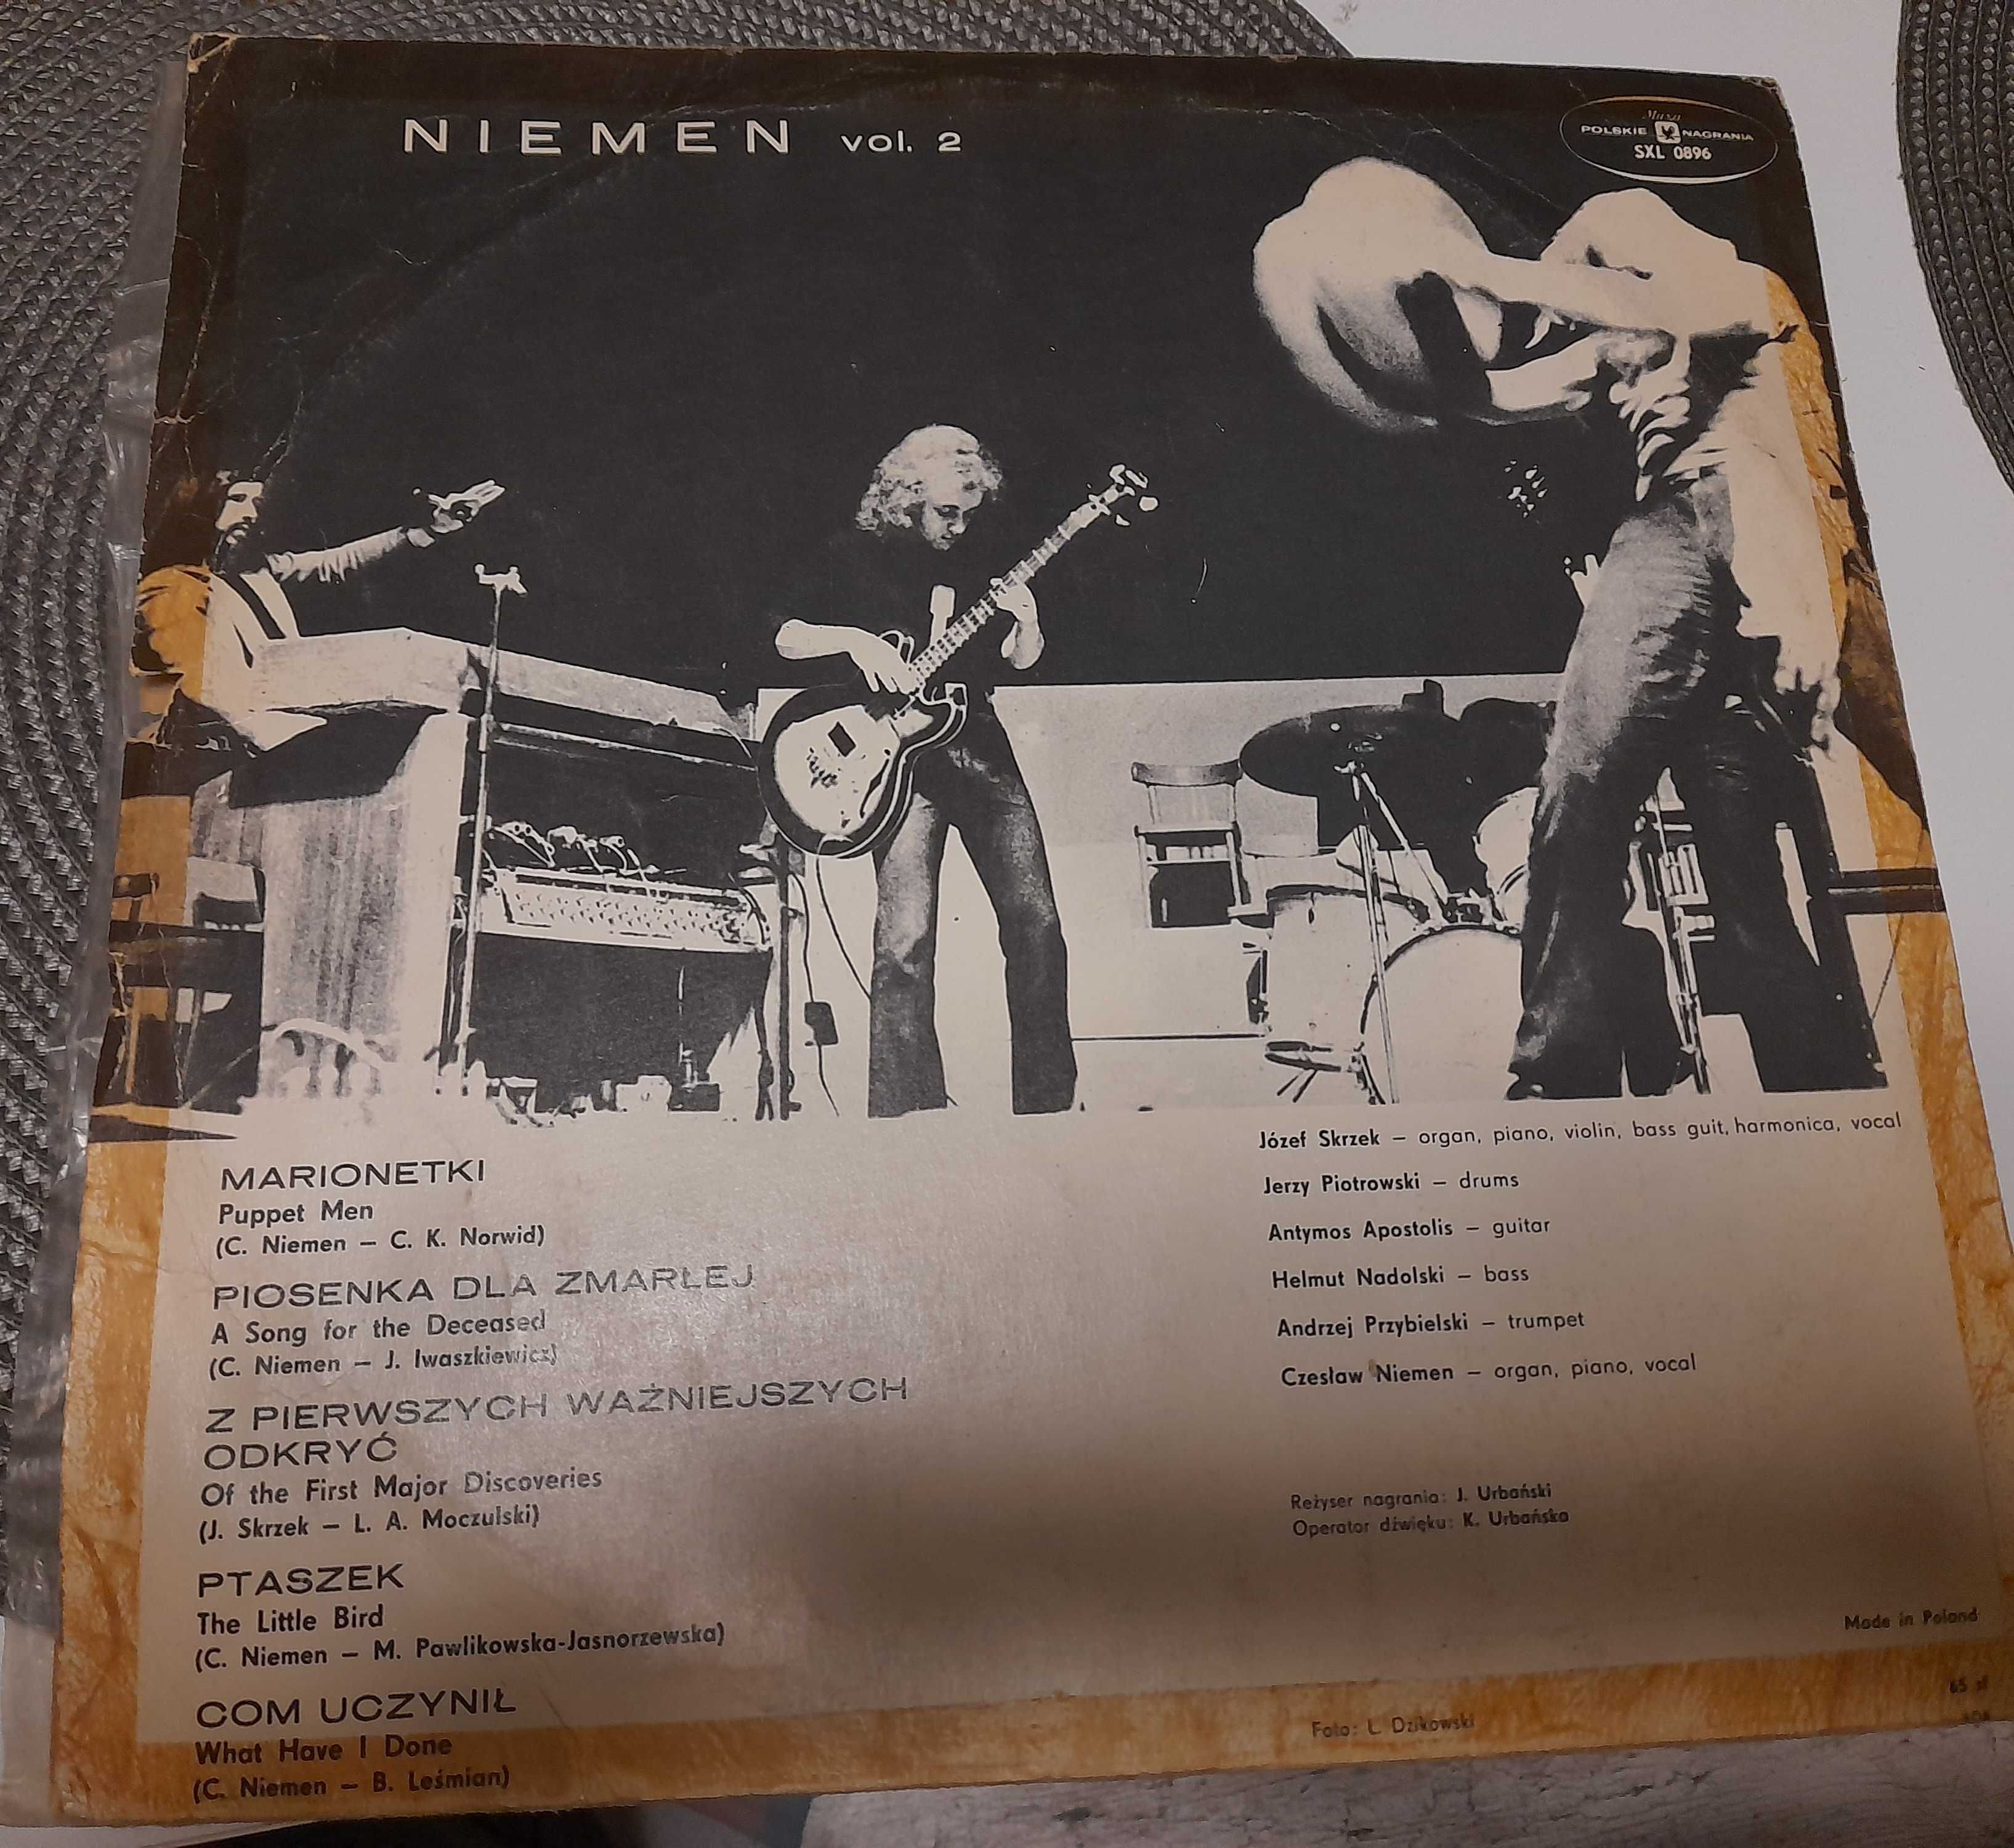 NIEMEN vol. 2
Muza
POLSKIE NAGRANIA
SXL 0896
MARIONETKI
Puppet Men
(C. Niemen – C. K. Norwid)
PIOSENKA DLA ZMARŁEJ
A Song for the Deceased
(C. Niemen – J. Iwaszkiewicz)
Z PIERWSZYCH WAŻNIEJSZYCH
ODKRYĆ
Of the First Major Discoveries
(J. Skrzek – L. A. Moczulski)
PTASZEK
The Little Bird
(C. Niemen – M. Pawlikowska-Jasnorzewska)
COM UCZYNIŁ
What Have I Done
(C. Niemen – B. Leśmian)
Józef Skrzek – organ, piano, violin, bass guit, harmonica, vocal
Jerzy Piotrowski – drums
Antymos Apostolis – guitar
Helmut Nadolski – bass
Andrzej Przybielski – trumpet
Czesław Niemen – organ, piano, vocal
Reżyser nagrania: J. Urbański
Operator dźwięku: K. Urbańska
Made in Poland
65 zł
Foto: L. Dzikowski